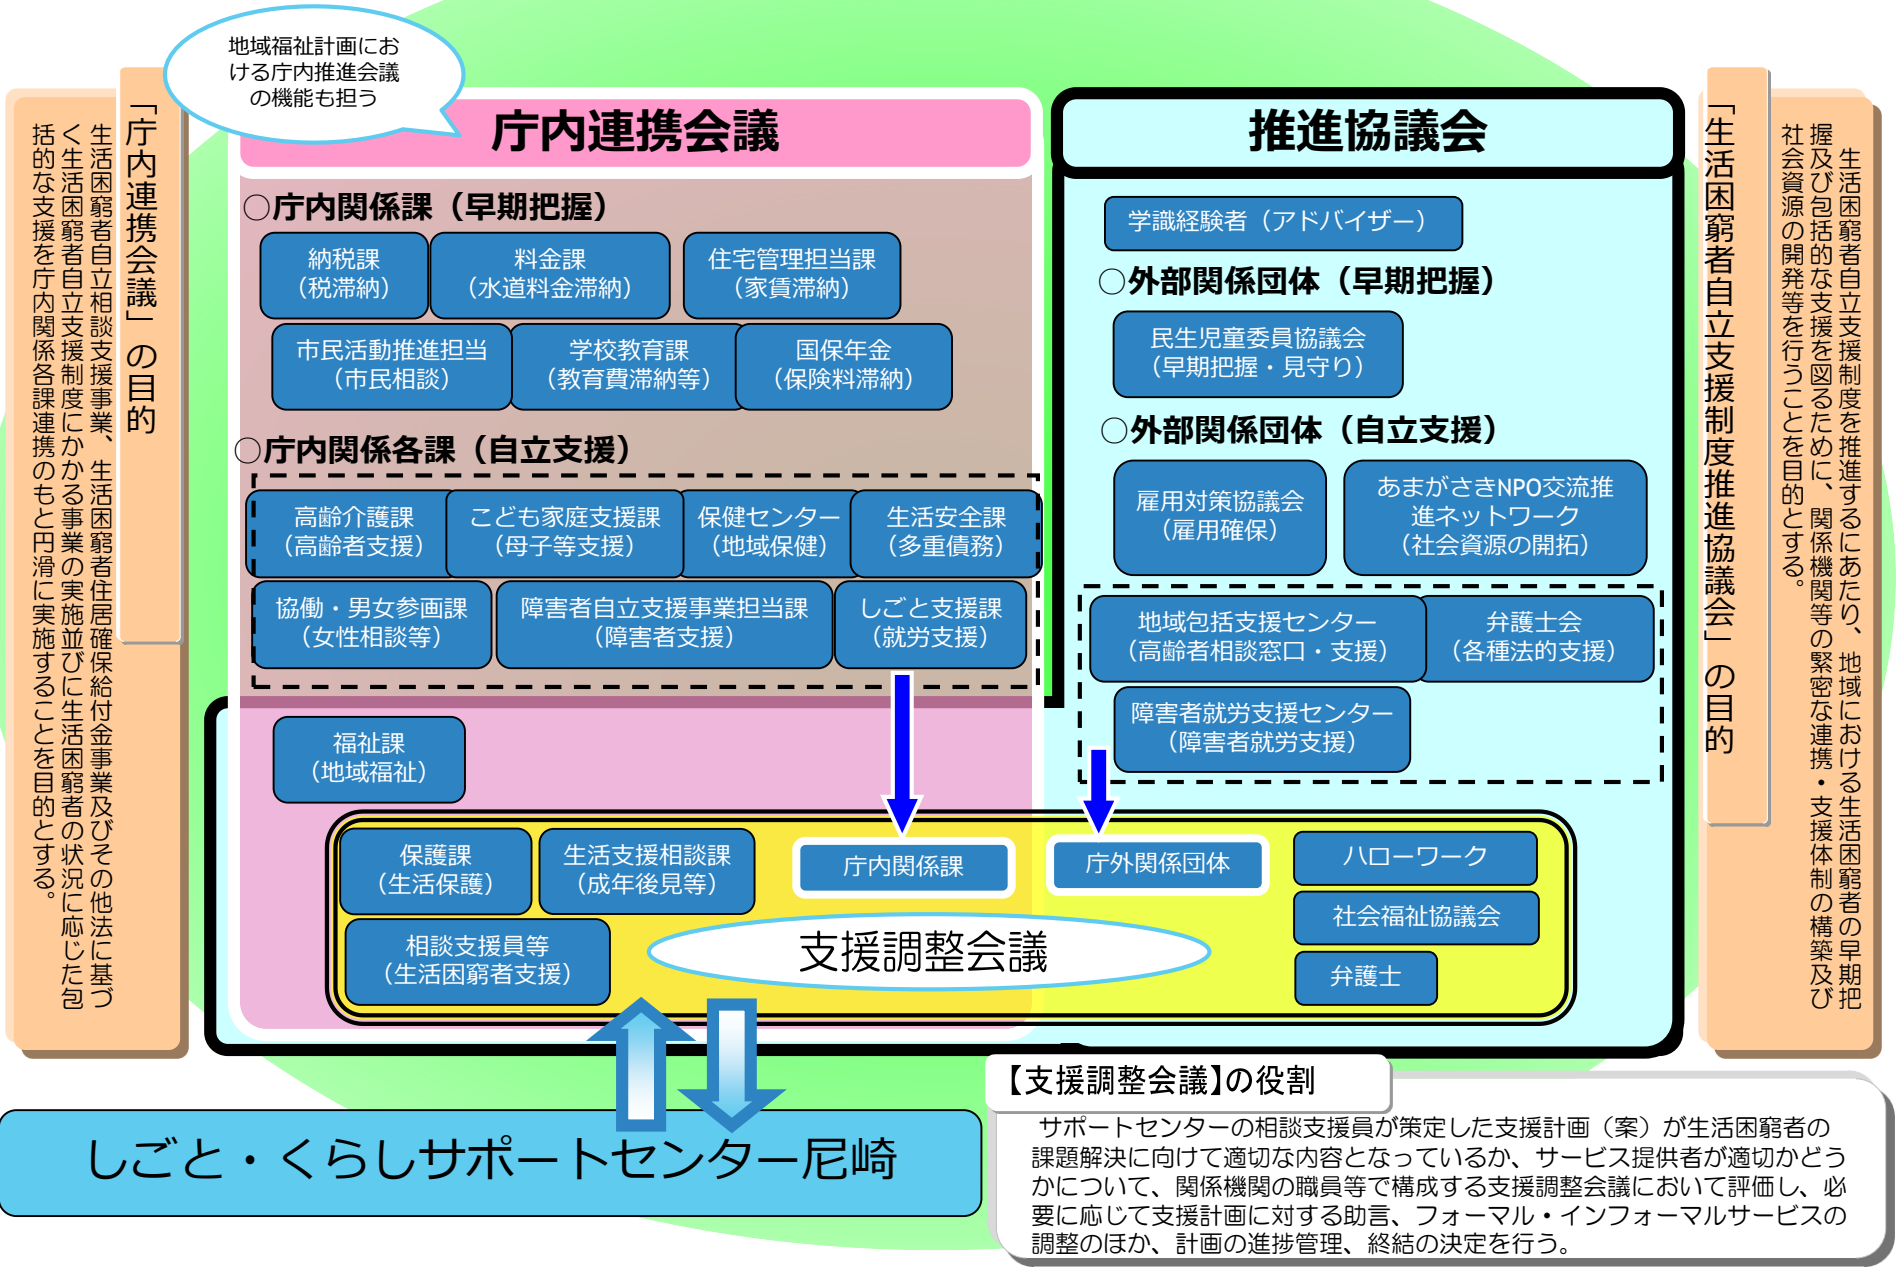 地域福祉計画にお
ける庁内推進会議
の機能も担う
「庁内連携会議」の目的
生活困窮者自立相談支援事業、生活困窮者住居確保給付金事業及びその他法に基づ
く生活困窮者自立支援制度にかかる事業の実施並びに生活困窮者の状況に応じた包
括的な支援を庁内関係各課連携のもと円滑に実施することを目的とする。
庁内連携会議
○庁内関係課（早期把握）
納税課
（税滞納）
料金課
（水道料金滞納）
住宅管理担当課
（家賃滞納）
市民活動推進担当
（市民相談）
学校教育課
（教育費滞納等）
国保年金
（保険料滞納）
○庁内関係各課（自立支援）
高齢介護課
（高齢者支援）
こども家庭支援課
（母子等支援）
保健センター
（地域保健）
生活安全課
（多重債務）
協働・男女参画課
（女性相談等）
障害者自立支援事業担当課
（障害者支援）
しごと支援課
（就労支援）
福祉課
（地域福祉）
推進協議会
学識経験者（アドバイザー）
○外部関係団体（早期把握）
民生児童委員協議会
（早期把握・見守り）
○外部関係団体（自立支援）
雇用対策協議会
（雇用確保）
あまがさきNPO交流推
進ネットワーク
（社会資源の開拓）
地域包括支援センター
（高齢者相談窓口・支援）
弁護士会
（各種法的支援）
障害者就労支援センター
（障害者就労支援）
「生活困窮者自立支援制度推進協議会」の目的
生活困窮者自立支援制度を推進するにあたり、地域における生活困窮者の早期把
握及び包括的な支援を図るために、関係機関等の緊密な連携・支援体制の構築及び
社会資源の開発等を行うことを目的とする。
保護課
（生活保護）
生活支援相談課
（成年後見等）
庁内関係課
庁外関係団体
ハローワーク
社会福祉協議会
弁護士
相談支援員等
（生活困窮者支援）
支援調整会議
しごと・くらしサポートセンター尼崎
【支援調整会議】の役割
サポートセンターの相談支援員が策定した支援計画（案）が生活困窮者の
課題解決に向けて適切な内容となっているか、サービス提供者が適切かどう
かについて、関係機関の職員等で構成する支援調整会議において評価し、必
要に応じて支援計画に対する助言、フォーマル・インフォーマルサービスの
調整のほか、計画の進捗管理、終結の決定を行う。